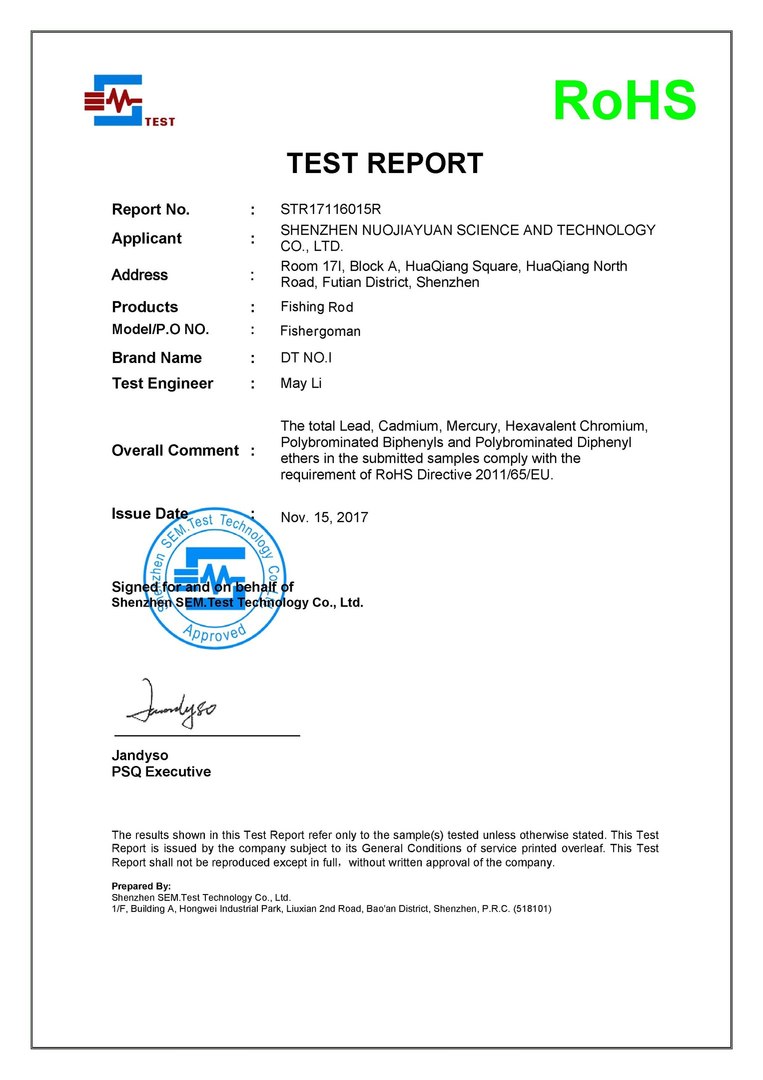 TEST
RoHS
TEST REPORT
Report No. : STR17116015R
Applicant : SHENZHEN NUOJIAYUAN SCIENCE AND TECHNOLOGY
CO., LTD.
Address : Room 17I, Block A, HuaQiang Square, HuaQiang North
Road, Futian District, Shenzhen
Products : Fishing Rod
Model/P.O NO. : Fishergoman
Brand Name : DT NO.I
Test Engineer : May Li
Overall Comment : The total Lead, Cadmium, Mercury, Hexavalent Chromium,
Polybrominated Biphenyls and Polybrominated Diphenyl
ethers in the submitted samples comply with the
requirement of RoHS Directive 2011/65/EU.
Issue Date : Nov. 15, 2017
Shenzhen SEM.Test Technology Co.,Ltd.
Approved
Signed for and on behalf of
Shenzhen SEM.Test Technology Co., Ltd.
Jandyso
Jandyso
PSQ Executive
The results shown in this Test Report refer only to the sample(s) tested unless otherwise stated. This Test
Report is issued by the company subject to its General Conditions of service printed overleaf. This Test
Report shall not be reproduced except in full，without written approval of the company.
Prepared By:
Shenzhen SEM.Test Technology Co., Ltd.
1/F, Building A, Hongwei Industrial Park, Liuxian 2nd Road, Bao'an District, Shenzhen, P.R.C. (518101)